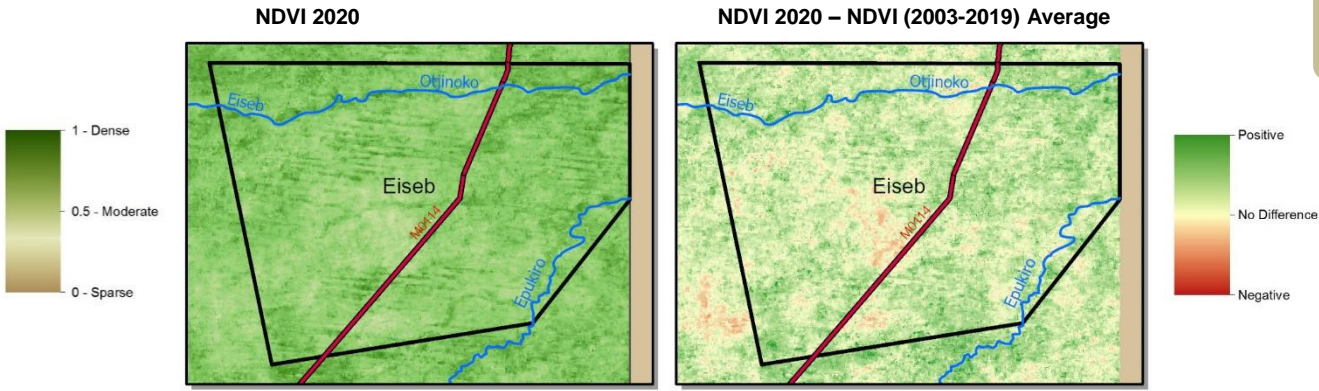 NDVI 2020
NDVI 2020 – NDVI (2003-2019) Average
1 - Dense
0.5 - Moderate
0 - Sparse
Eiseb
Otjinoko
Eiseb
M0114
Epukiro
Eiseb
Otjinoko
Eiseb
M0114
Epukiro
Positive
No Difference
Negative